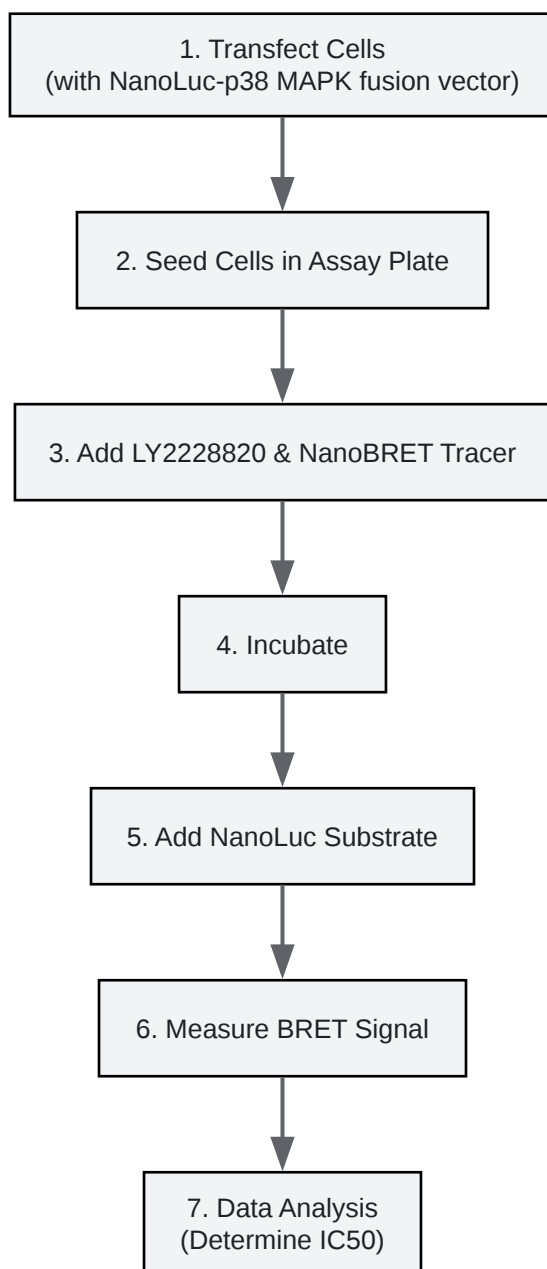 1. Transfect Cells
(with NanoLuc-p38 MAPK fusion vector)
2. Seed Cells in Assay Plate
3. Add LY2228820 & NanoBRET Tracer
4. Incubate
5. Add NanoLuc Substrate
6. Measure BRET Signal
7. Data Analysis
(Determine IC50)